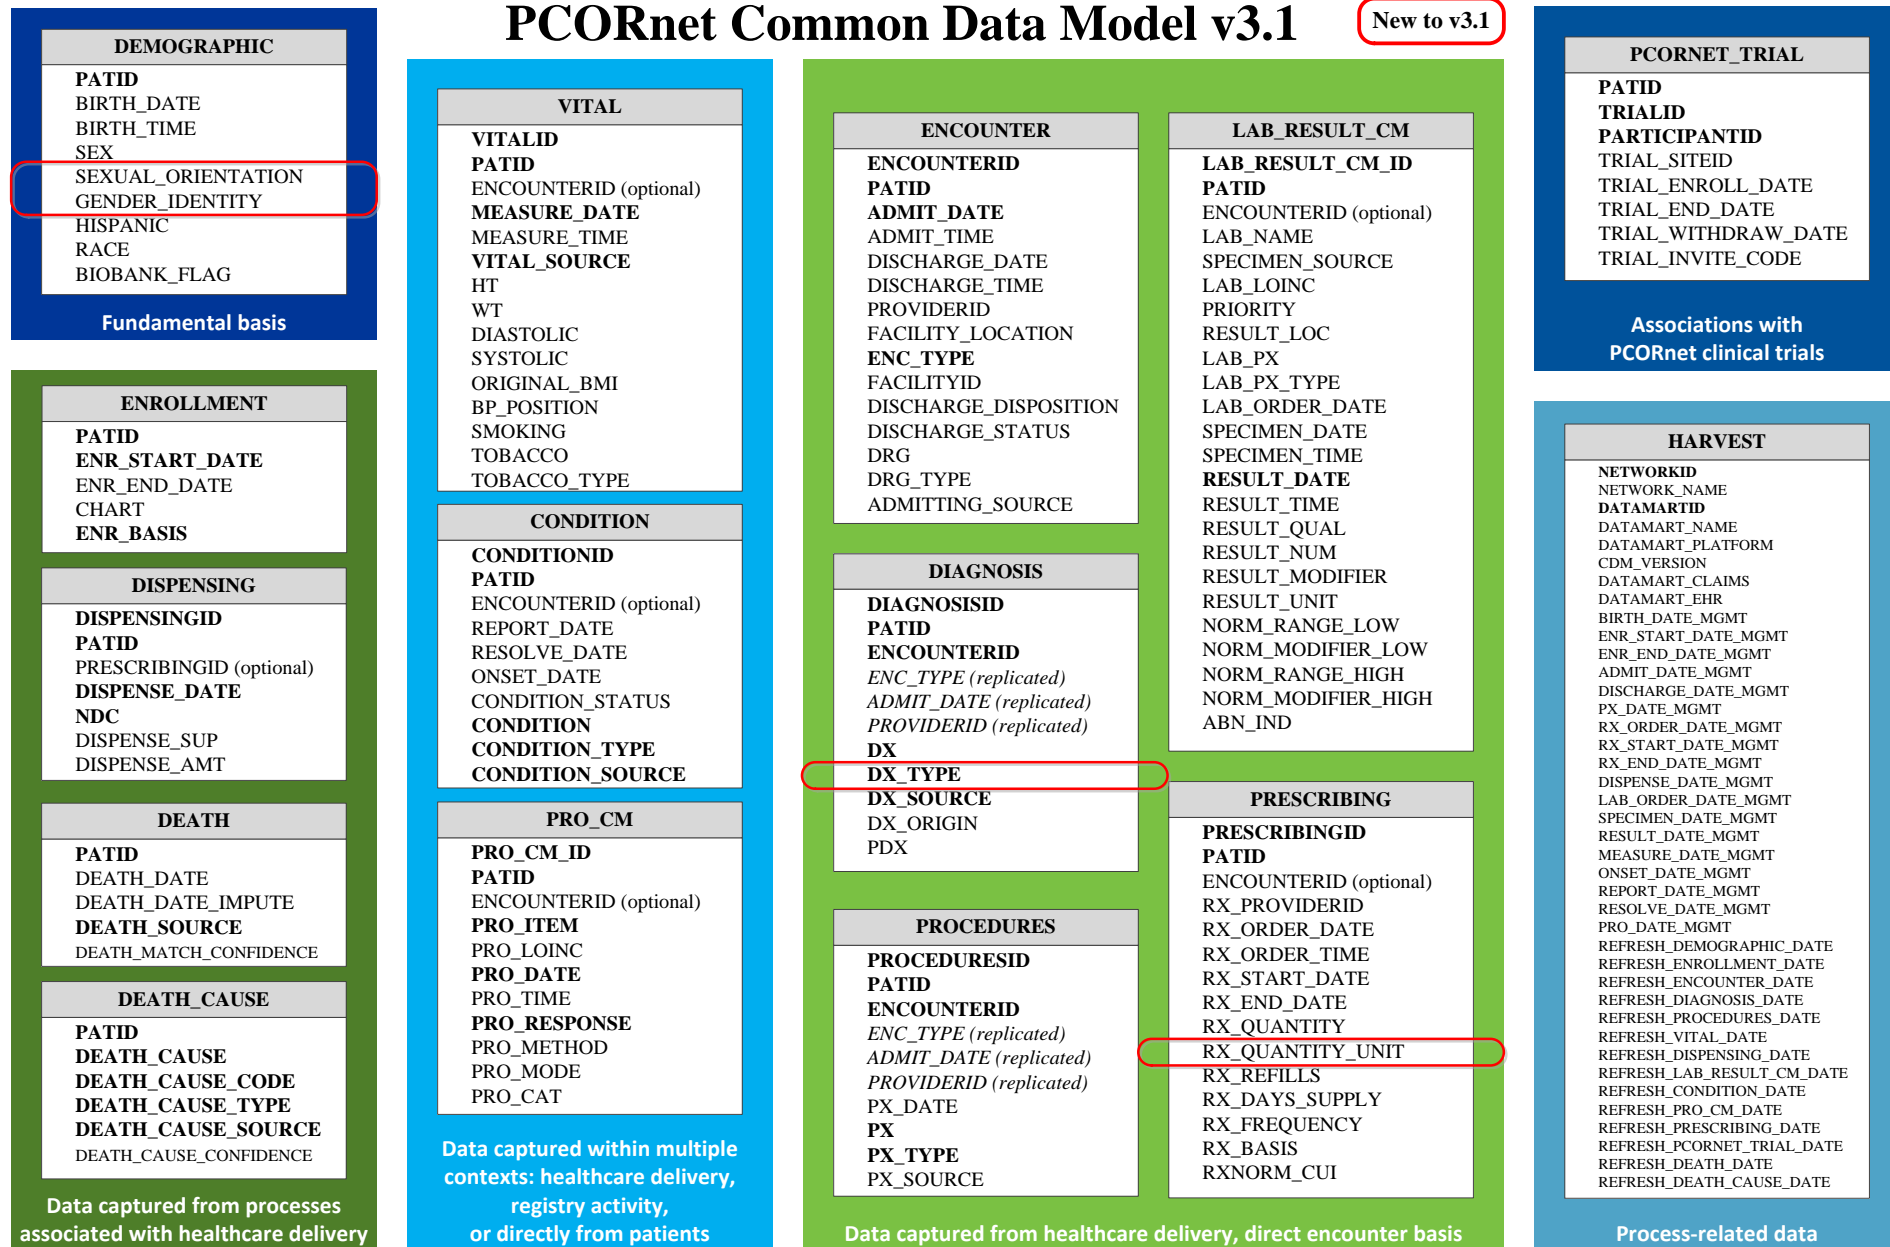 PCORnet Common Data Model v3.1
New to v3.1
DEMOGRAPHIC
PATID
BIRTH_DATE
BIRTH_TIME
SEX
SEXUAL_ORIENTATION
GENDER_IDENTITY
HISPANIC
RACE
BIOBANK_FLAG
Fundamental basis
ENROLLMENT
PATID
ENR_START_DATE
ENR_END_DATE
CHART
ENR_BASIS
DISPENSING
DISPENSINGID
PATID
PRESCRIBINGID (optional)
DISPENSE_DATE
NDC
DISPENSE_SUP
DISPENSE_AMT
DEATH
PATID
DEATH_DATE
DEATH_DATE_IMPUTE
DEATH_SOURCE
DEATH_MATCH_CONFIDENCE
DEATH_CAUSE
PATID
DEATH_CAUSE
DEATH_CAUSE_CODE
DEATH_CAUSE_TYPE
DEATH_CAUSE_SOURCE
DEATH_CAUSE_CONFIDENCE
Data captured from processes
associated with healthcare delivery
VITAL
VITALID
PATID
ENCOUNTERID (optional)
MEASURE_DATE
MEASURE_TIME
VITAL_SOURCE
HT
WT
DIASTOLIC
SYSTOLIC
ORIGINAL_BMI
BP_POSITION
SMOKING
TOBACCO
TOBACCO_TYPE
CONDITION
CONDITIONID
PATID
ENCOUNTERID (optional)
REPORT_DATE
RESOLVE_DATE
ONSET_DATE
CONDITION_STATUS
CONDITION
CONDITION_TYPE
CONDITION_SOURCE
PRO_CM
PRO_CM_ID
PATID
ENCOUNTERID (optional)
PRO_ITEM
PRO_LOINC
PRO_DATE
PRO_TIME
PRO_RESPONSE
PRO_METHOD
PRO_MODE
PRO_CAT
Data captured within multiple
contexts: healthcare delivery,
registry activity,
or directly from patients
ENCOUNTER
ENCOUNTERID
PATID
ADMIT_DATE
ADMIT_TIME
DISCHARGE_DATE
DISCHARGE_TIME
PROVIDERID
FACILITY_LOCATION
ENC_TYPE
FACILITYID
DISCHARGE_DISPOSITION
DISCHARGE_STATUS
DRG
DRG_TYPE
ADMITTING_SOURCE
DIAGNOSIS
DIAGNOSISID
PATID
ENCOUNTERID
ENC_TYPE (replicated)
ADMIT_DATE (replicated)
PROVIDERID (replicated)
DX
DX_TYPE
DX_SOURCE
DX_ORIGIN
PDX
PROCEDURES
PROCEDURESID
PATID
ENCOUNTERID
ENC_TYPE (replicated)
ADMIT_DATE (replicated)
PROVIDERID (replicated)
PX_DATE
PX
PX_TYPE
PX_SOURCE
LAB_RESULT_CM
LAB_RESULT_CM_ID
PATID
ENCOUNTERID (optional)
LAB_NAME
SPECIMEN_SOURCE
LAB_LOINC
PRIORITY
RESULT_LOC
LAB_PX
LAB_PX_TYPE
LAB_ORDER_DATE
SPECIMEN_DATE
SPECIMEN_TIME
RESULT_DATE
RESULT_TIME
RESULT_QUAL
RESULT_NUM
RESULT_MODIFIER
RESULT_UNIT
NORM_RANGE_LOW
NORM_MODIFIER_LOW
NORM_RANGE_HIGH
NORM_MODIFIER_HIGH
ABN_IND
PRESCRIBING
PRESCRIBINGID
PATID
ENCOUNTERID (optional)
RX_PROVIDERID
RX_ORDER_DATE
RX_ORDER_TIME
RX_START_DATE
RX_END_DATE
RX_QUANTITY
RX_QUANTITY_UNIT
RX_REFILLS
RX_DAYS_SUPPLY
RX_FREQUENCY
RX_BASIS
RXNORM_CUI
Data captured from healthcare delivery, direct encounter basis
PCORNET_TRIAL
PATID
TRIALID
PARTICIPANTID
TRIAL_SITEID
TRIAL_ENROLL_DATE
TRIAL_END_DATE
TRIAL_WITHDRAW_DATE
TRIAL_INVITE_CODE
Associations with
PCORnet clinical trials
HARVEST
NETWORKID
NETWORK_NAME
DATAMARTID
DATAMART_NAME
DATAMART_PLATFORM
CDM_VERSION
DATAMART_CLAIMS
DATAMART_EHR
BIRTH_DATE_MGMT
ENR_START_DATE_MGMT
ENR_END_DATE_MGMT
ADMIT_DATE_MGMT
DISCHARGE_DATE_MGMT
PX_DATE_MGMT
RX_ORDER_DATE_MGMT
RX_START_DATE_MGMT
RX_END_DATE_MGMT
DISPENSE_DATE_MGMT
LAB_ORDER_DATE_MGMT
SPECIMEN_DATE_MGMT
RESULT_DATE_MGMT
MEASURE_DATE_MGMT
ONSET_DATE_MGMT
REPORT_DATE_MGMT
RESOLVE_DATE_MGMT
PRO_DATE_MGMT
REFRESH_DEMOGRAPHIC_DATE
REFRESH_ENROLLMENT_DATE
REFRESH_ENCOUNTER_DATE
REFRESH_DIAGNOSIS_DATE
REFRESH_PROCEDURES_DATE
REFRESH_VITAL_DATE
REFRESH_DISPENSING_DATE
REFRESH_LAB_RESULT_CM_DATE
REFRESH_CONDITION_DATE
REFRESH_PRO_CM_DATE
REFRESH_PRESCRIBING_DATE
REFRESH_PCORNET_TRIAL_DATE
REFRESH_DEATH_DATE
REFRESH_DEATH_CAUSE_DATE
Process-related data